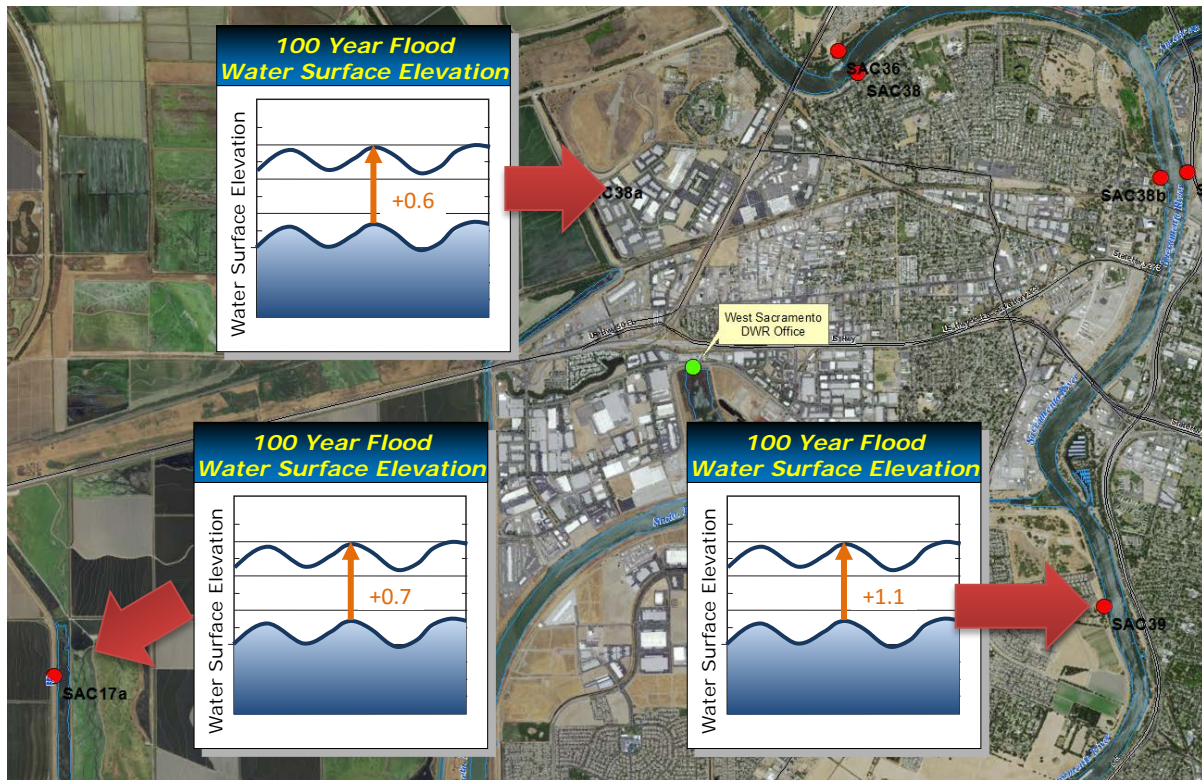 100 Year Flood
Water Surface Elevation
Water Surface Elevation
+0.6
SAC36
SAC38
C38a
SAC38b
West Sacramento
DWR Office
100 Year Flood
Water Surface Elevation
Water Surface Elevation
+0.7
SAC17a
100 Year Flood
Water Surface Elevation
Water Surface Elevation
+1.1
SAC39
Sacramento River